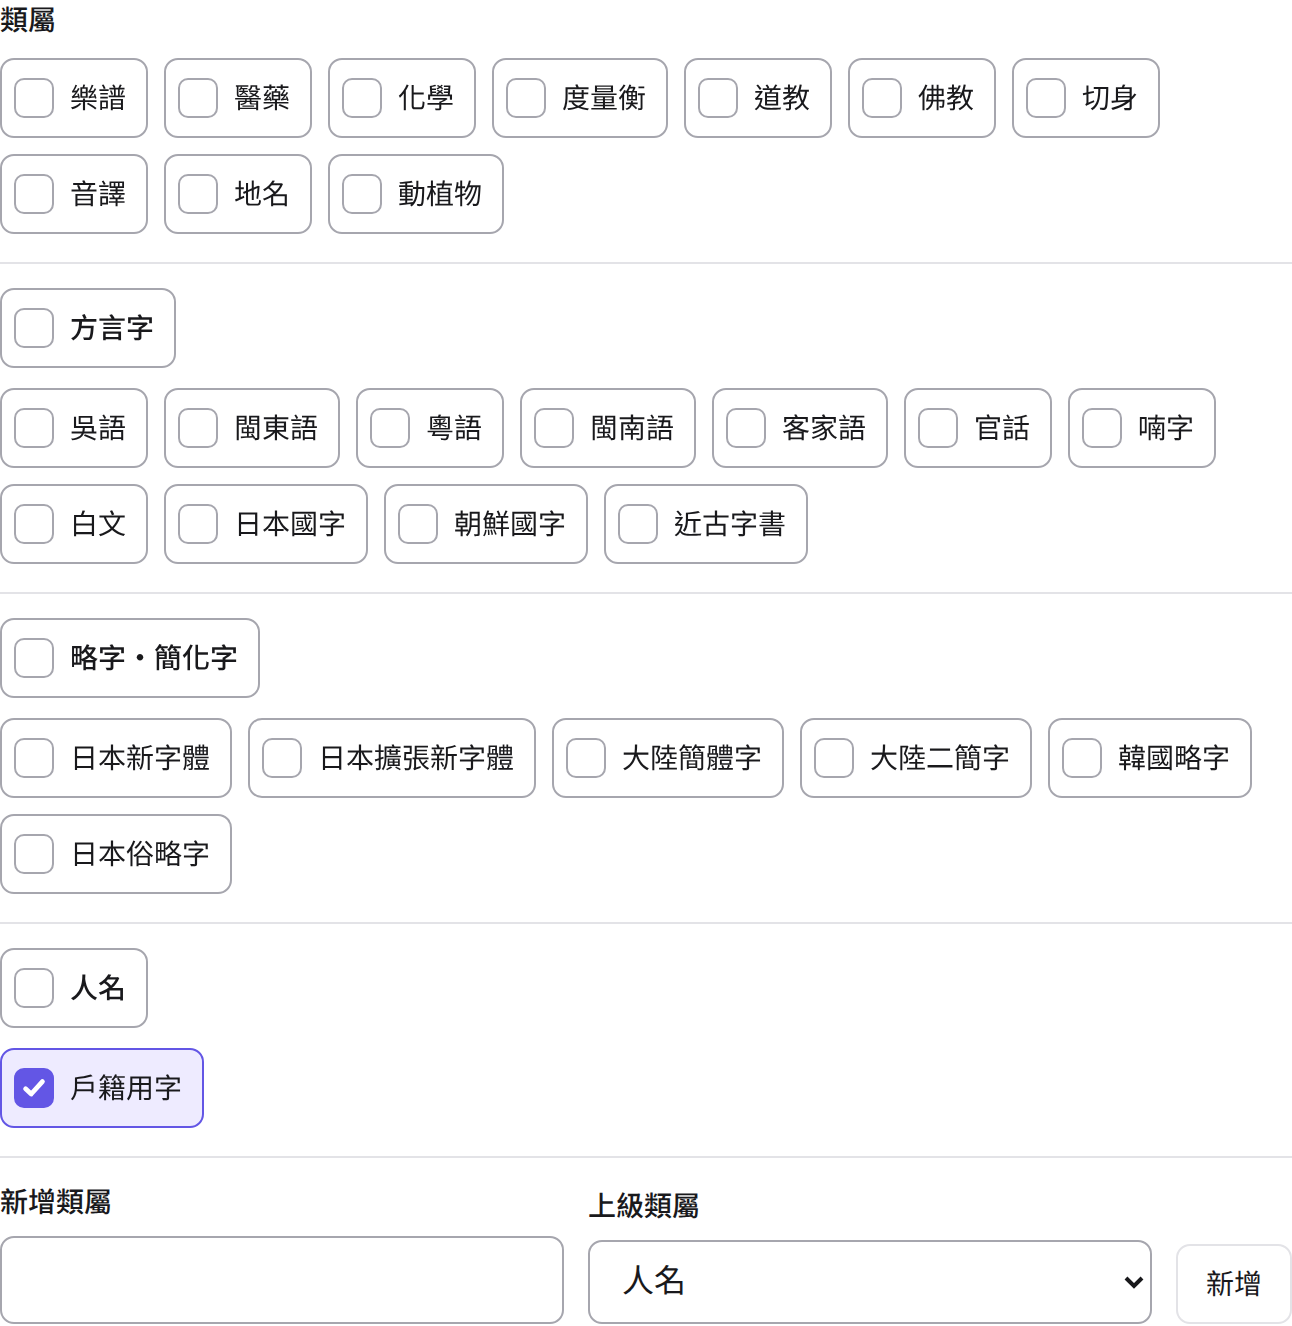 類屬
樂譜 醫藥 化學 度量衡 道教 佛教 切身
音譯 地名 動植物
方言字
吳語 閩東語 粵語 閩南語 客家語 官話 喃字
白文 日本國字 朝鮮國字 近古字書
略字・簡化字
日本新字體 日本擴張新字體 大陸簡體字 大陸二簡字 韓國略字
日本俗略字
人名
戶籍用字
新增類屬 上級類屬
人名 新增